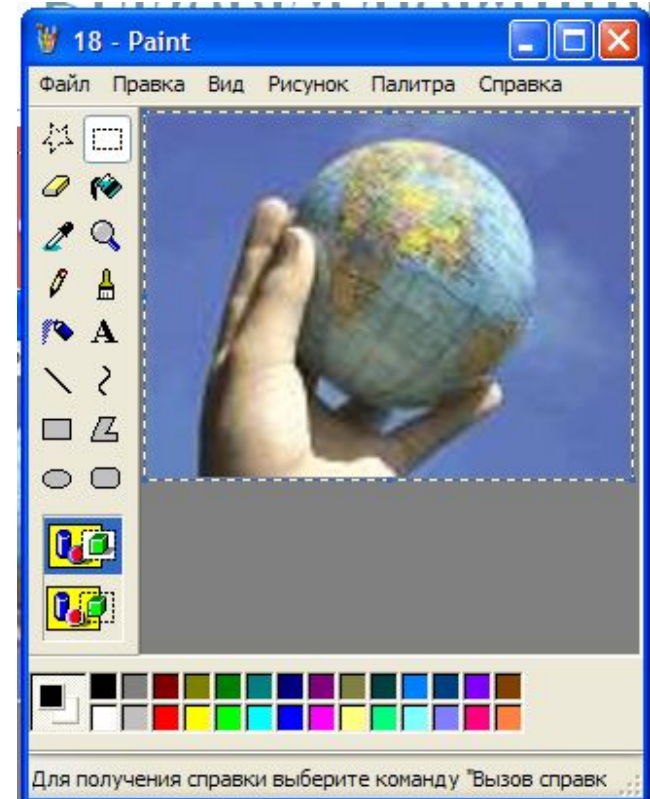 18 - Paint
Файл Правка Вид Рисунок Палитра Справка
A
Для получения справки выберите команду "Вызов справк